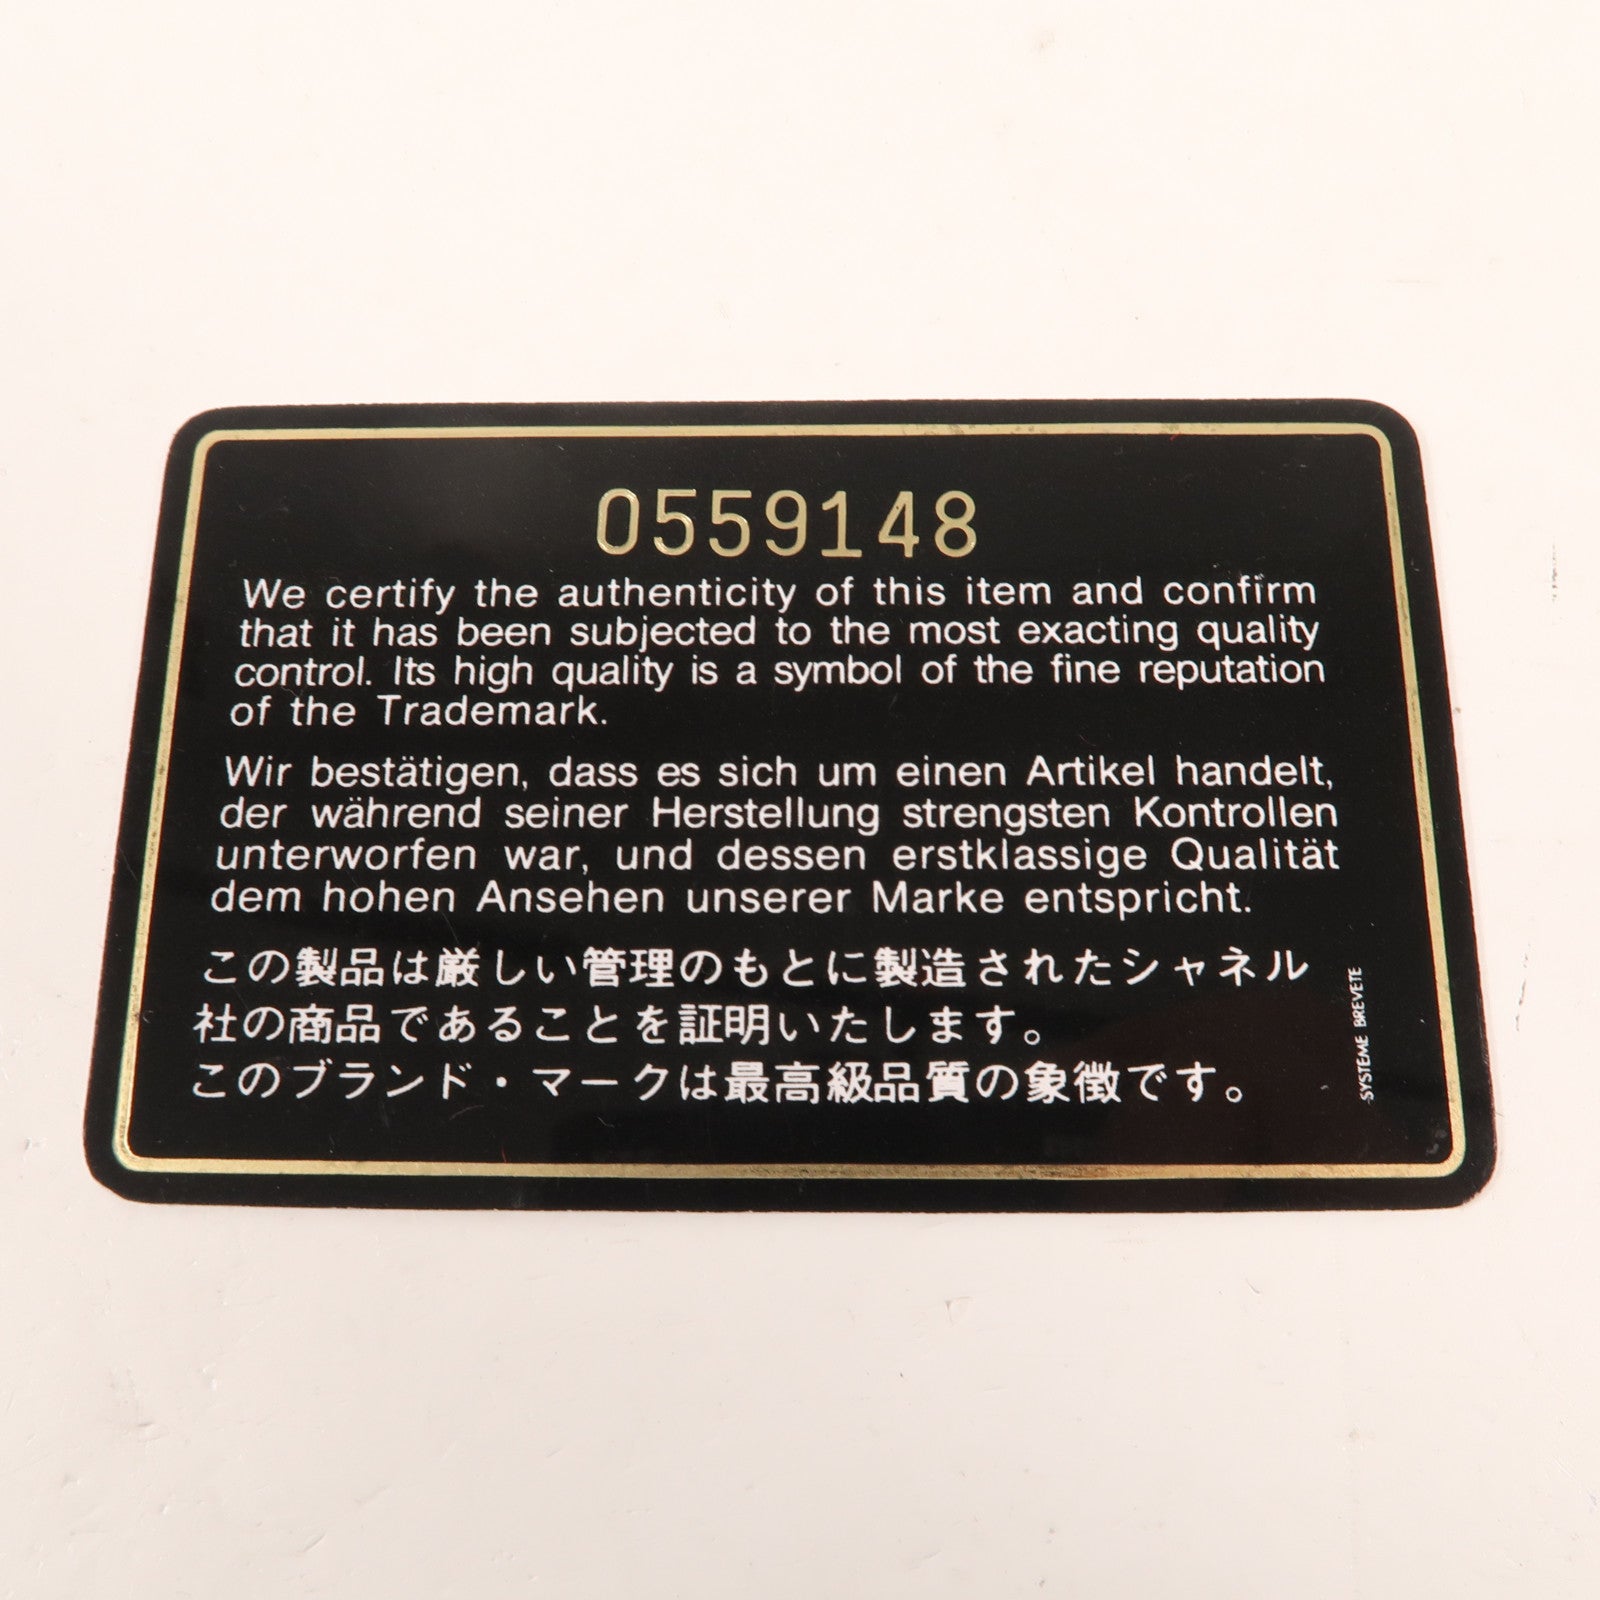 0559148
We certify the authenticity of this item and confirm
that it has been subjected to the most exacting quality
control. Its high quality is a symbol of the fine reputation
of the Trademark.
Wir bestätigen, dass es sich um einen Artikel handelt,
der während seiner Herstellung strengsten Kontrollen
unterworfen war, und dessen erstklassige Qualität
dem hohen Ansehen unserer Marke entspricht.
この製品は厳しい管理のもとに製造されたシャネル
社の商品であることを証明いたします。
このブランド・マークは最高級品質の象徴です。
SYSTEME BREVETE